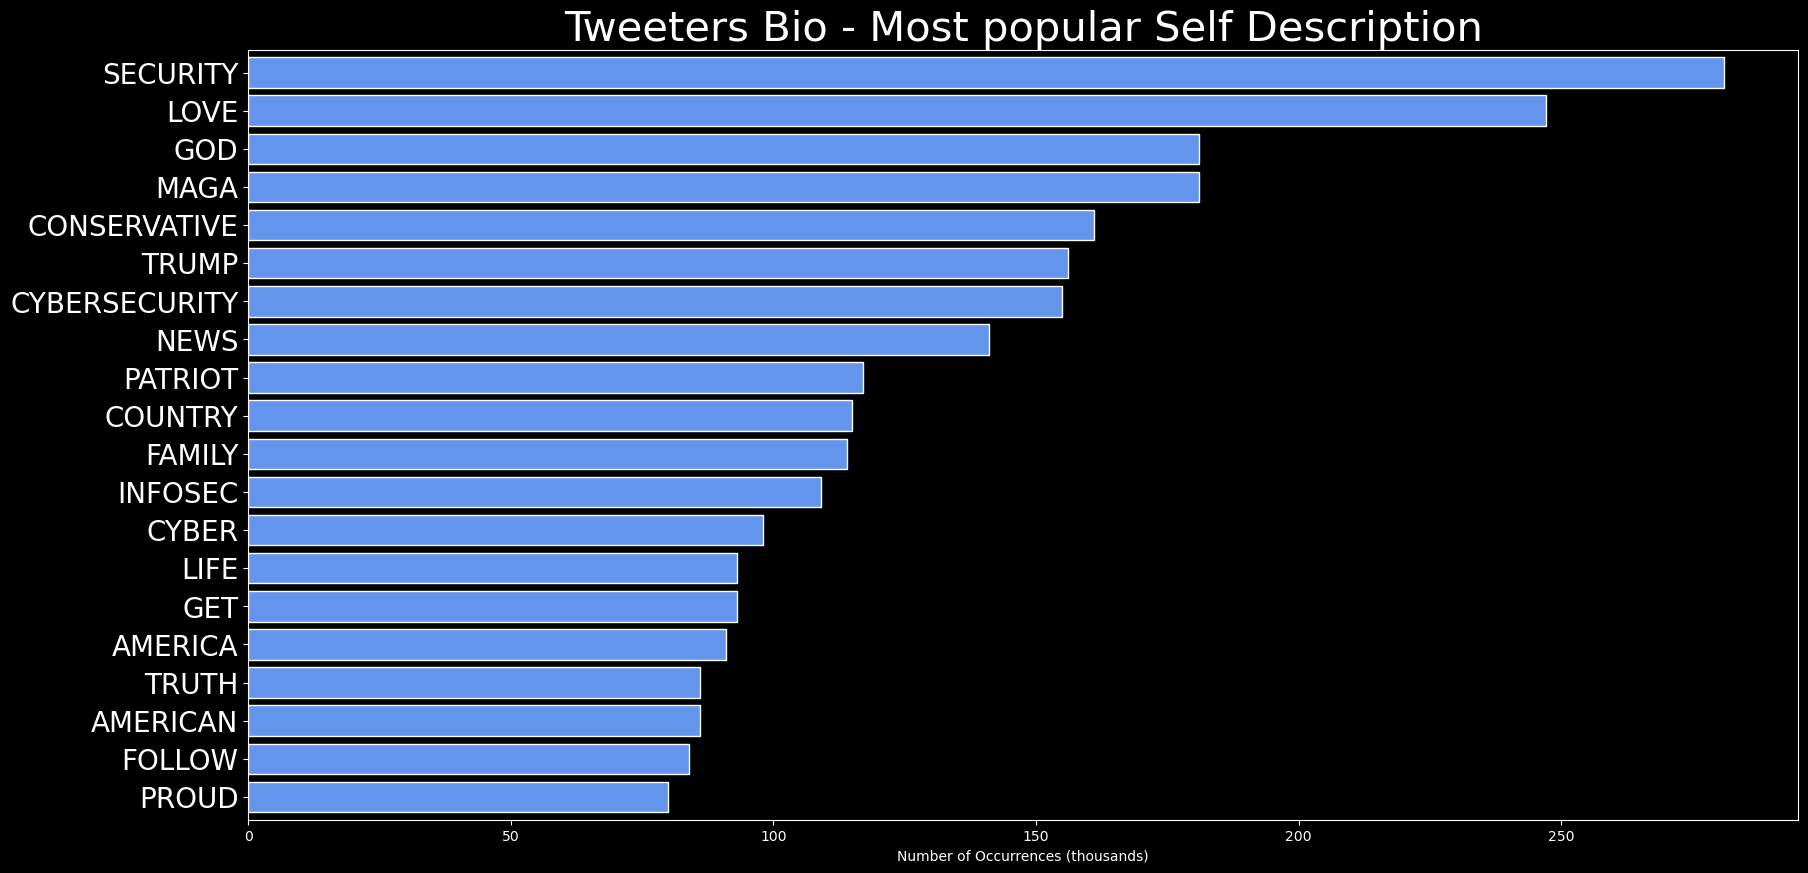 Tweeters Bio - Most popular Self Description
SECURITY
LOVE
GOD
MAGA
CONSERVATIVE
TRUMP
CYBERSECURITY
NEWS
PATRIOT
COUNTRY
FAMILY
INFOSEC
CYBER
LIFE
GET
AMERICA
TRUTH
AMERICAN
FOLLOW
PROUD
0 50 100 150 200 250
Number of Occurrences (thousands)